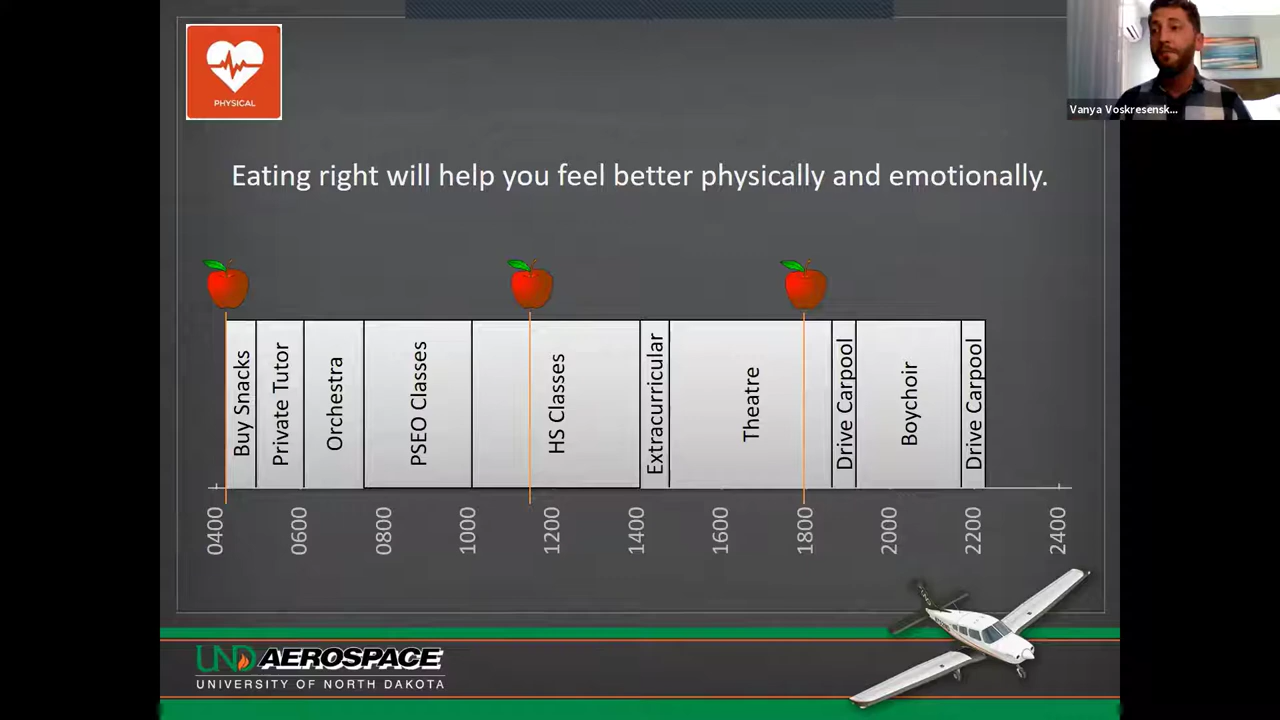 PHYSICAL
Vanya Voskresensk...
Eating right will help you feel better physically and emotionally.
Buy Snacks
Private Tutor
Orchestra
PSEO Classes
HS Classes
Extracurricular
Theatre
Drive Carpool
Boychoir
Drive Carpool
0400
0600
0800
1000
1200
1400
1600
1800
2000
2200
2400
UND AEROSPACE
UNIVERSITY OF NORTH DAKOTA